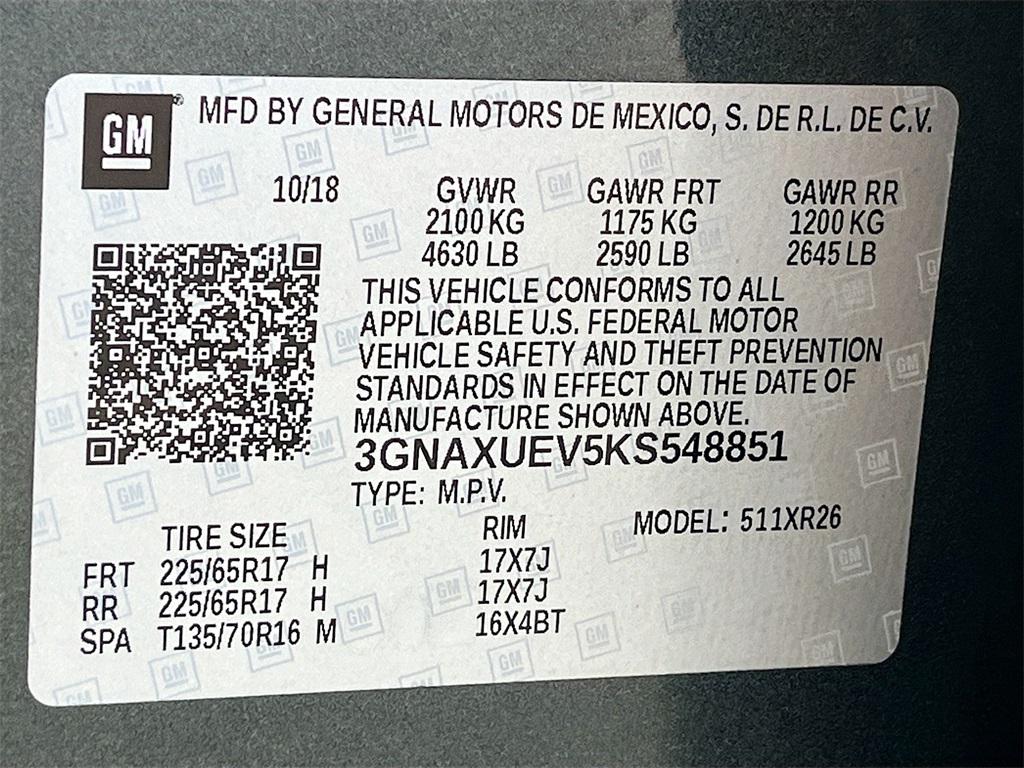 GM
MFD BY GENERAL MOTORS DE MEXICO, S. DE R.L. DE C.V.
10/18 GVWR GAWR FRT GAWR RR
2100 KG 1175 KG 1200 KG
4630 LB 2590 LB 2645 LB
THIS VEHICLE CONFORMS TO ALL
APPLICABLE U.S. FEDERAL MOTOR
VEHICLE SAFETY AND THEFT PREVENTION
STANDARDS IN EFFECT ON THE DATE OF
MANUFACTURE SHOWN ABOVE.
3GNAXUEV5KS548851
TYPE: M.P.V.
TIRE SIZE RIM MODEL: 511XR26
FRT 225/65R17 H 17X7J
RR 225/65R17 H 17X7J
SPA T135/70R16 M 16X4BT